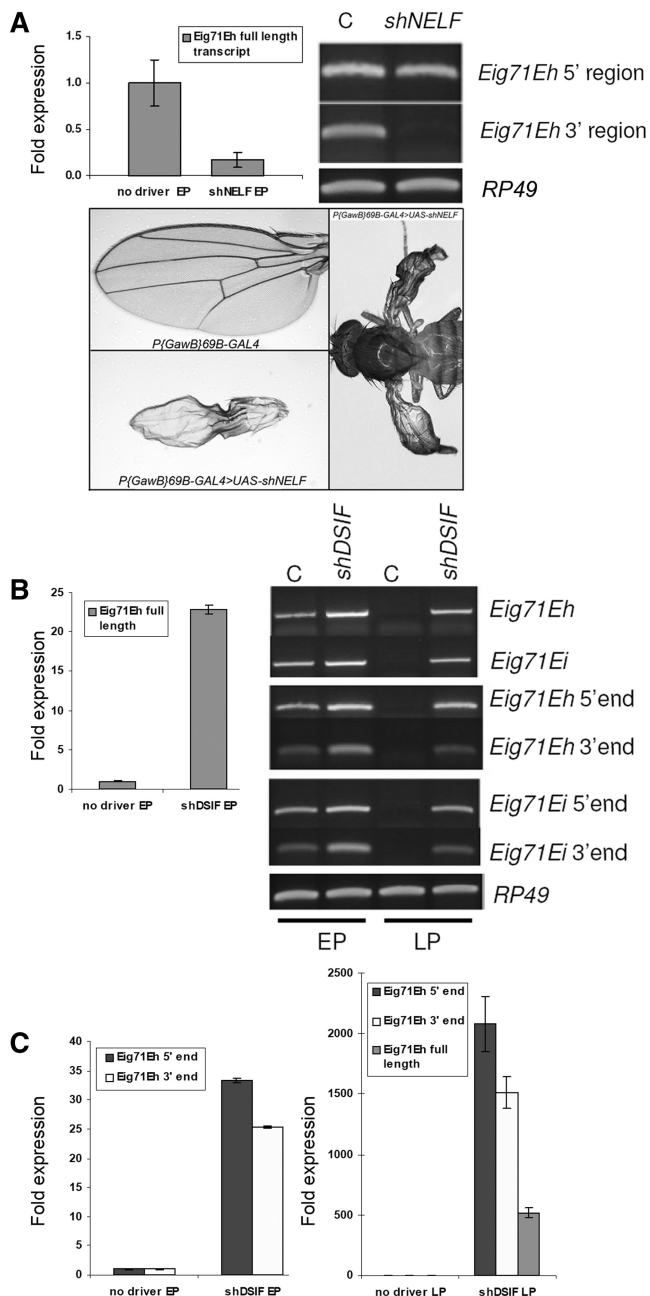 A
Fold expression
1.5
1.0
0.5
0.0
Eig71Eh full length
transcript
no driver EP
shNELF EP
C shNELF
Eig71Eh 5' region
Eig71Eh 3' region
RP49
P{GawB}69B-GAL4
P{GawB}69B-GAL4>UAS-shNELF
P{GawB}69B-GAL4>UAS-shNELF
B
Fold expression
25
20
15
10
5
0
Eig71Eh full
length
no driver EP
shDSIF EP
C shDSIF C shDSIF
Eig71Eh
Eig71Ei
Eig71Eh 5'end
Eig71Eh 3'end
Eig71Ei 5'end
Eig71Ei 3'end
RP49
EP LP
C
Fold expression
40
35
30
25
20
15
10
5
0
Eig71Eh 5' end
Eig71Eh 3' end
no driver EP
shDSIF EP
Fold expression
2500
2000
1500
1000
500
0
Eig71Eh 5' end
Eig71Eh 3' end
Eig71Eh full
length
no driver LP
shDSIF LP